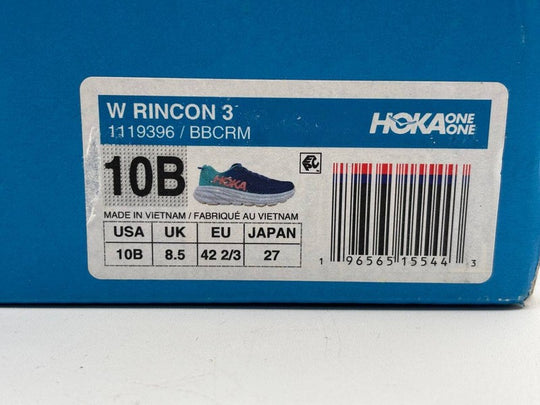 W RINCON 3
1119396 / BBCRM
HOKA ONE ONE
10B
HOKA
MADE IN VIETNAM / FABRIQUÉ AU VIETNAM
USA UK EU JAPAN
10B 8.5 42 2/3 27
1 96565 15544 3